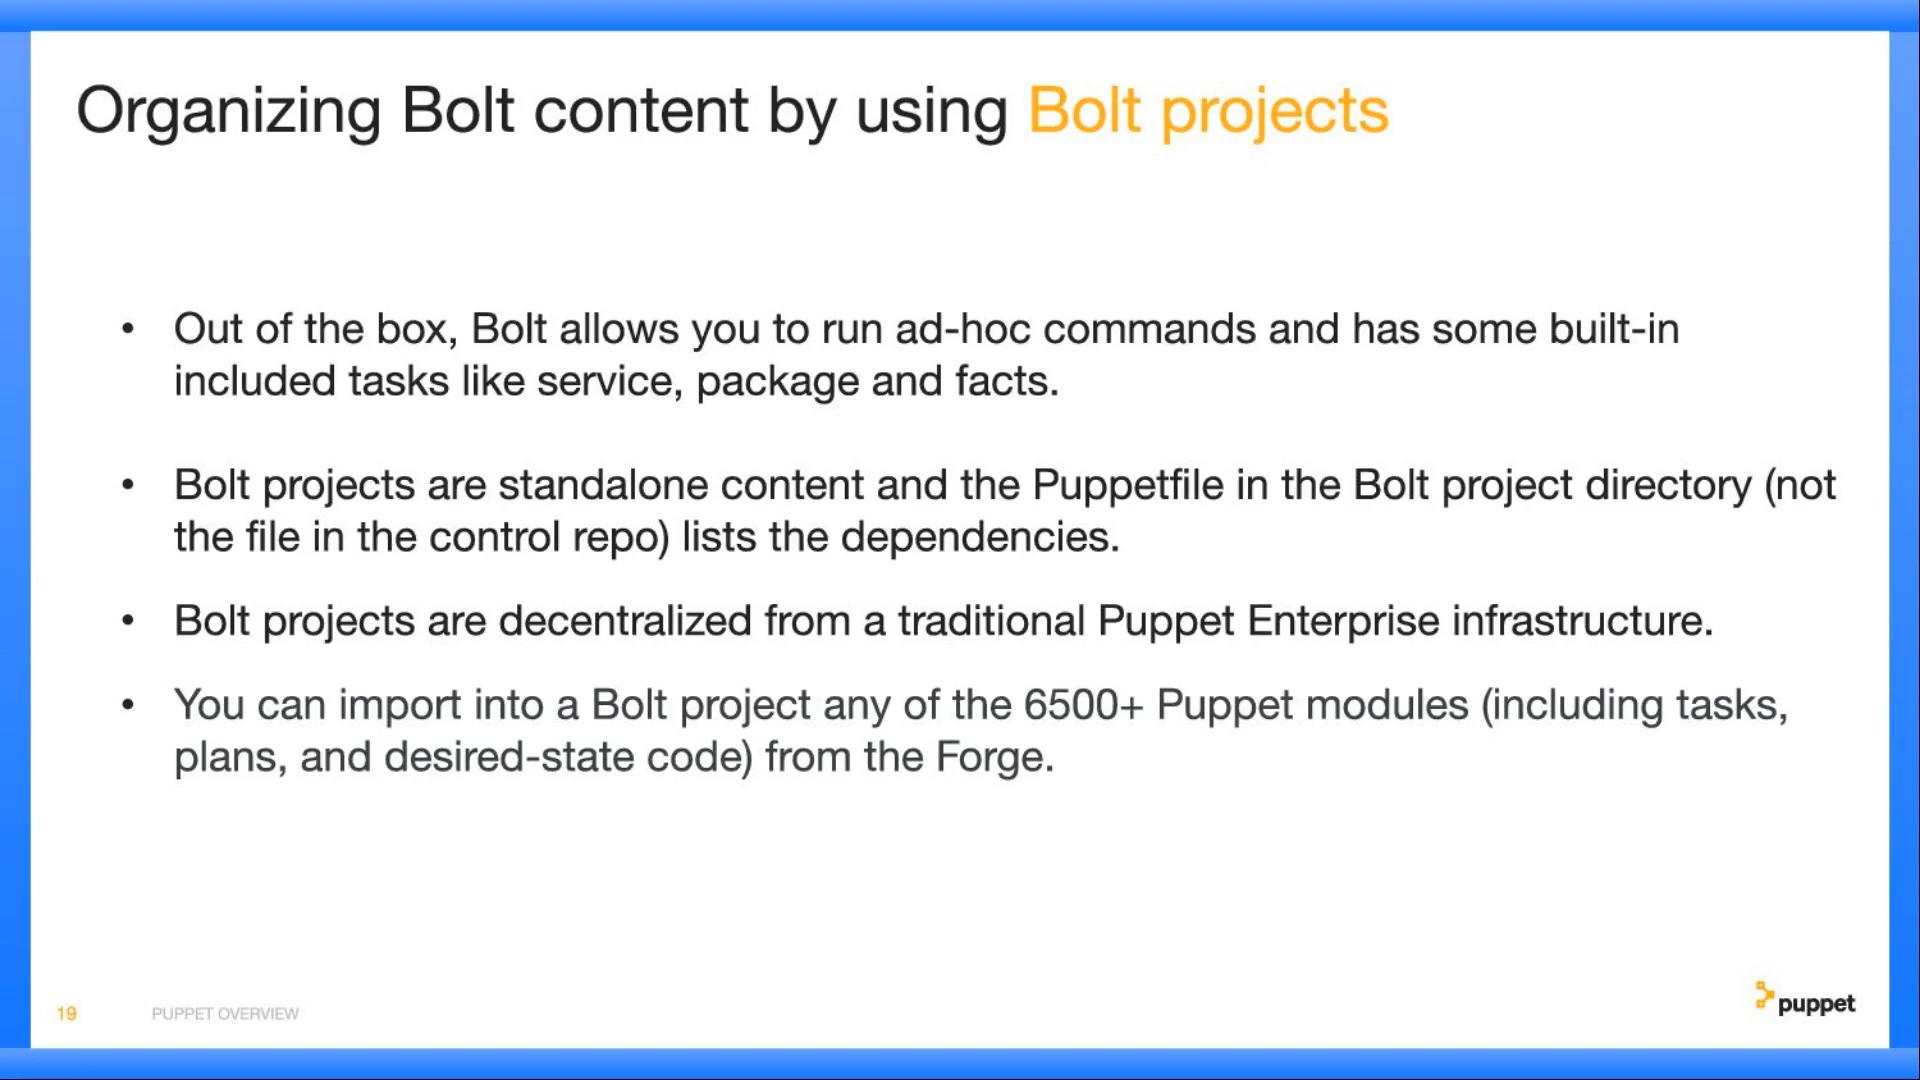 Organizing Bolt content by using Bolt projects
• Out of the box, Bolt allows you to run ad-hoc commands and has some built-in
included tasks like service, package and facts.
• Bolt projects are standalone content and the Puppetfile in the Bolt project directory (not
the file in the control repo) lists the dependencies.
• Bolt projects are decentralized from a traditional Puppet Enterprise infrastructure.
• You can import into a Bolt project any of the 6500+ Puppet modules (including tasks,
plans, and desired-state code) from the Forge.
19 PUPPET OVERVIEW
puppet